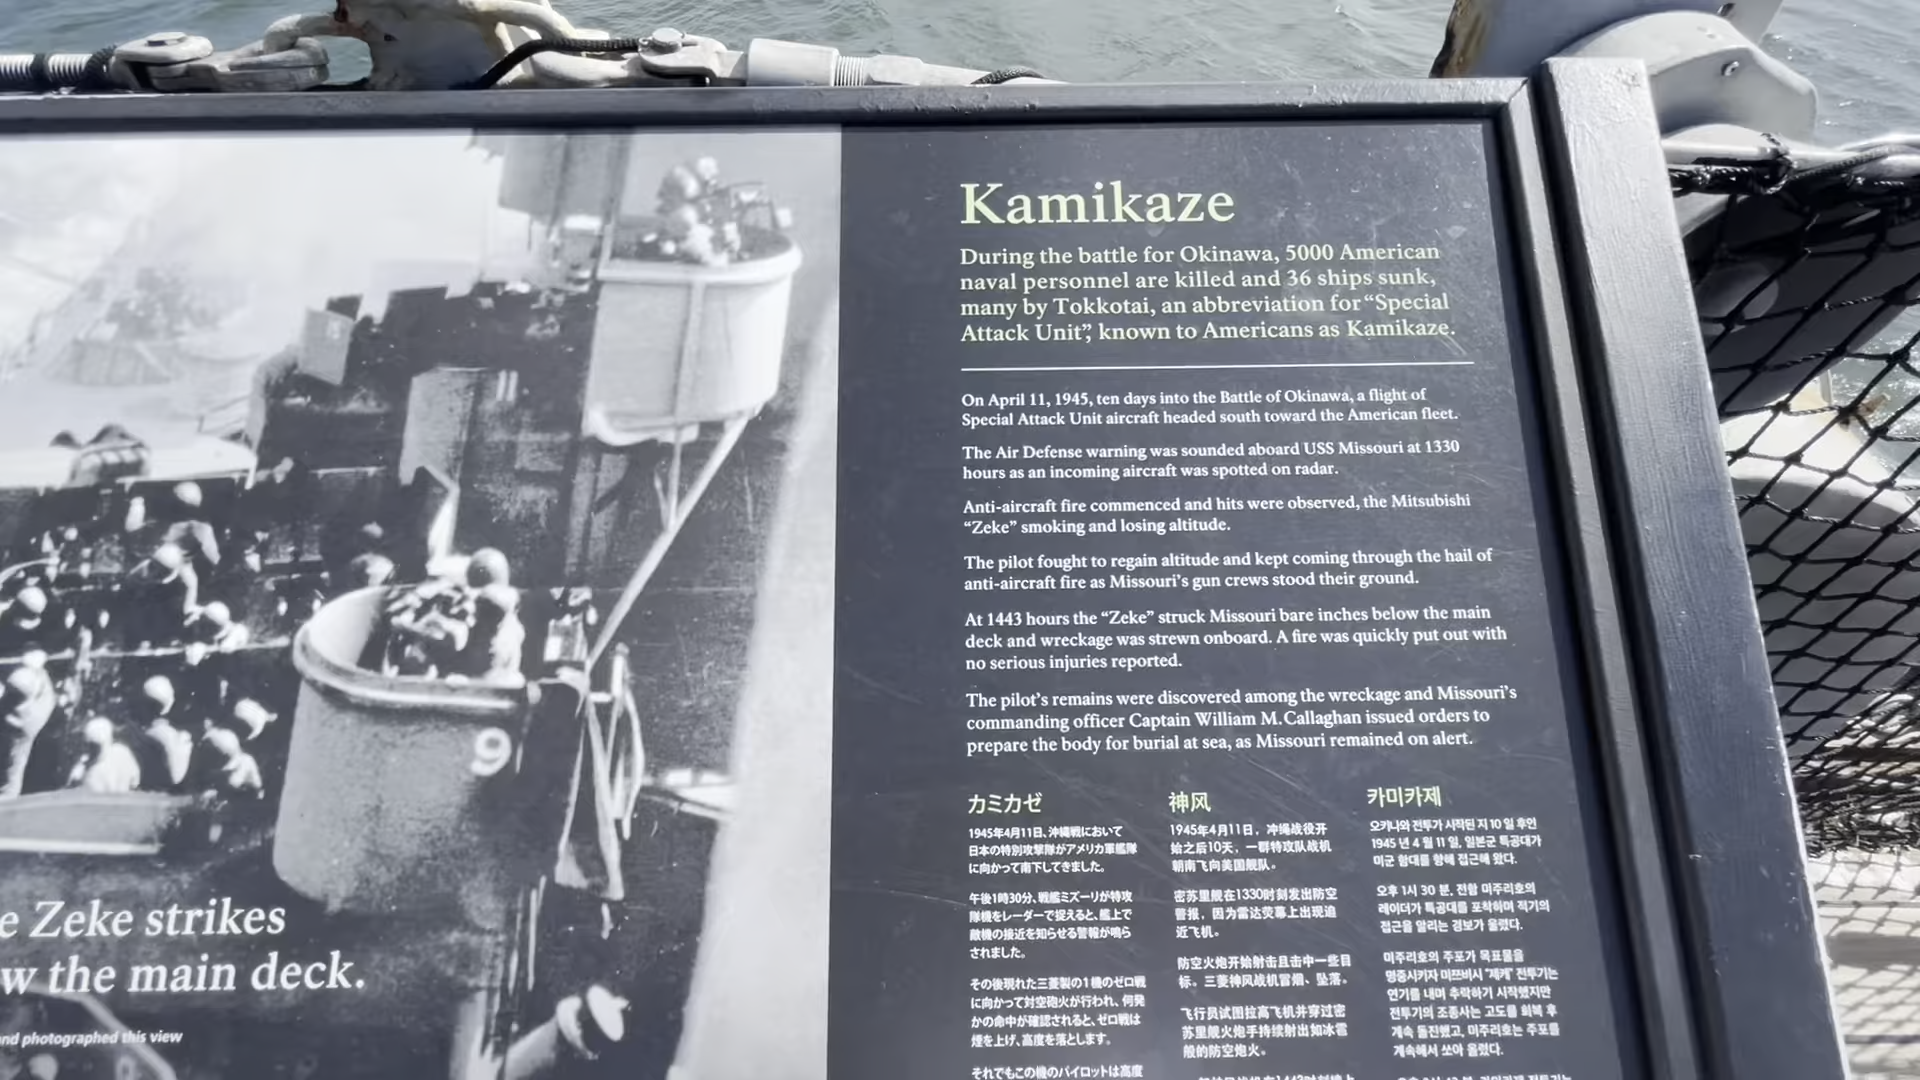 9
e Zeke strikes
w the main deck.
nd photographed this view
Kamikaze
During the battle for Okinawa, 5000 American
naval personnel are killed and 36 ships sunk,
many by Tokkotai, an abbreviation for “Special
Attack Unit”, known to Americans as Kamikaze.
On April 11, 1945, ten days into the Battle of Okinawa, a flight of
Special Attack Unit aircraft headed south toward the American fleet.
The Air Defense warning was sounded aboard USS Missouri at 1330
hours as an incoming aircraft was spotted on radar.
Anti-aircraft fire commenced and hits were observed, the Mitsubishi
“Zeke” smoking and losing altitude.
The pilot fought to regain altitude and kept coming through the hail of
anti-aircraft fire as Missouri’s gun crews stood their ground.
At 1443 hours the “Zeke” struck Missouri bare inches below the main
deck and wreckage was strewn onboard. A fire was quickly put out with
no serious injuries reported.
The pilot’s remains were discovered among the wreckage and Missouri’s
commanding officer Captain William M. Callaghan issued orders to
prepare the body for burial at sea, as Missouri remained on alert.
カミカゼ
1945年4月11日、沖縄戦において
日本の特別攻撃隊がアメリカ軍艦隊
に向かって南下してきました。
午後1時30分、戦艦ミズーリが特攻
隊機をレーダーで捉えると、艦上で
敵機の接近を知らせる警報が鳴ら
されました。
その後現れた三菱製の1機のゼロ戦
に向かって対空砲火が行われ、何発
かの命中が確認されると、ゼロ戦は
煙を上げ、高度を落とします。
それでもこの機のパイロットは高度
神风
1945年4月11日，冲绳战役开
始之后10天，一群特攻队战机
朝南飞向美国舰队。
密苏里舰在1330时刻发出防空
警报，因为雷达荧幕上出现迫
近飞机。
防空火炮开始射击且击中一些目
标。三菱神风战机冒烟、坠落。
飞行员试图拉高飞机并穿过密
苏里舰火炮手持续射出如冰雹
般的防空炮火。
카미카제
오키나와 전투가 시작된 지 10 일 후인
1945 년 4 월 11 일, 일본군 특공대가
미군 함대를 향해 접근해 왔다.
오후 1시 30 분, 전함 미주리호의
레이더가 특공대를 포착하며 적기의
접근을 알리는 경보가 울렸다.
미주리호의 주포가 목표물을
명중시키자 미쯔비시 “제케” 전투기는
연기를 내며 추락하기 시작했지만
전투기의 조종사는 고도를 회복 후
계속 돌진했고, 미주리호는 주포를
계속해서 쏘아 올렸다.